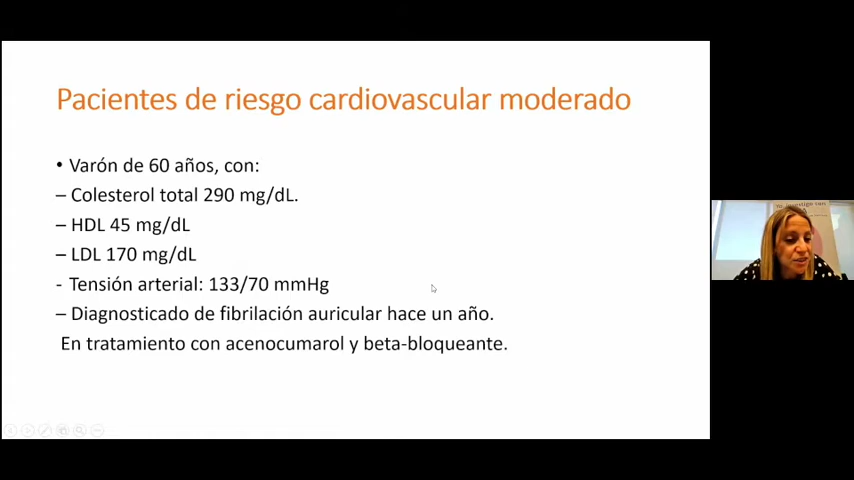 Pacientes de riesgo cardiovascular moderado
• Varón de 60 años, con:
– Colesterol total 290 mg/dL.
– HDL 45 mg/dL
– LDL 170 mg/dL
- Tensión arterial: 133/70 mmHg
– Diagnosticado de fibrilación auricular hace un año.
En tratamiento con acenocumarol y beta-bloqueante.